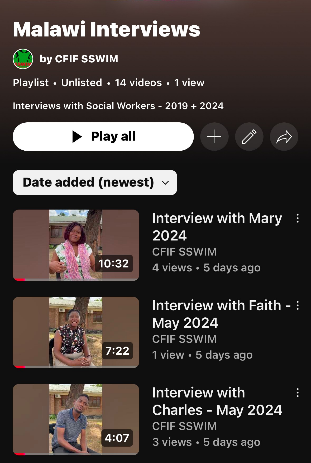 Malawi Interviews
by CFIF SSWIM
Playlist • Unlisted • 14 videos • 1 view
Interviews with Social Workers - 2019 + 2024
Play all
Date added (newest)
10:32
Interview with Mary
2024
CFIF SSWIM
4 views • 5 days ago
7:22
Interview with Faith -
May 2024
CFIF SSWIM
1 view • 5 days ago
4:07
Interview with
Charles - May 2024
CFIF SSWIM
3 views • 5 days ago